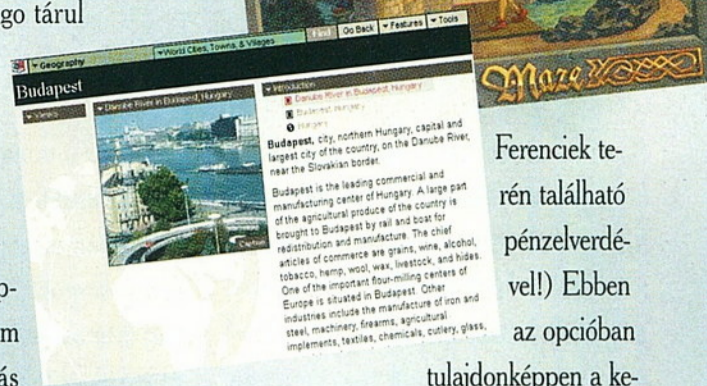 go tárul
Geography
World Cities, Towns, & Villages
Find
Go Back
Features
Tools
Budapest
Views
Danube River in Budapest, Hungary
Caption
Introduction
Danube River in Budapest, Hungary
Budapest, Hungary
Hungary
Budapest, city, northern Hungary, capital and
largest city of the country, on the Danube River,
near the Slovakian border.
Budapest is the leading commercial and
manufacturing center of Hungary. A large part
of the agricultural produce of the country is
brought to Budapest by rail and boat for
redistribution and manufacture. The chief
articles of commerce are grains, wine, alcohol,
tobacco, hemp, wool, wax, livestock, and hides.
One of the important flour-milling centers of
Europe is situated in Budapest. Other
industries include the manufacture of iron and
steel, machinery, firearms, agricultural
implements, textiles, chemicals, cutlery, glass,
p-
m
ás
Maze
Ferenciek te-
rén található
pénzelverdé-
vel!) Ebben
az opcióban
tulajdonképpen a ke-